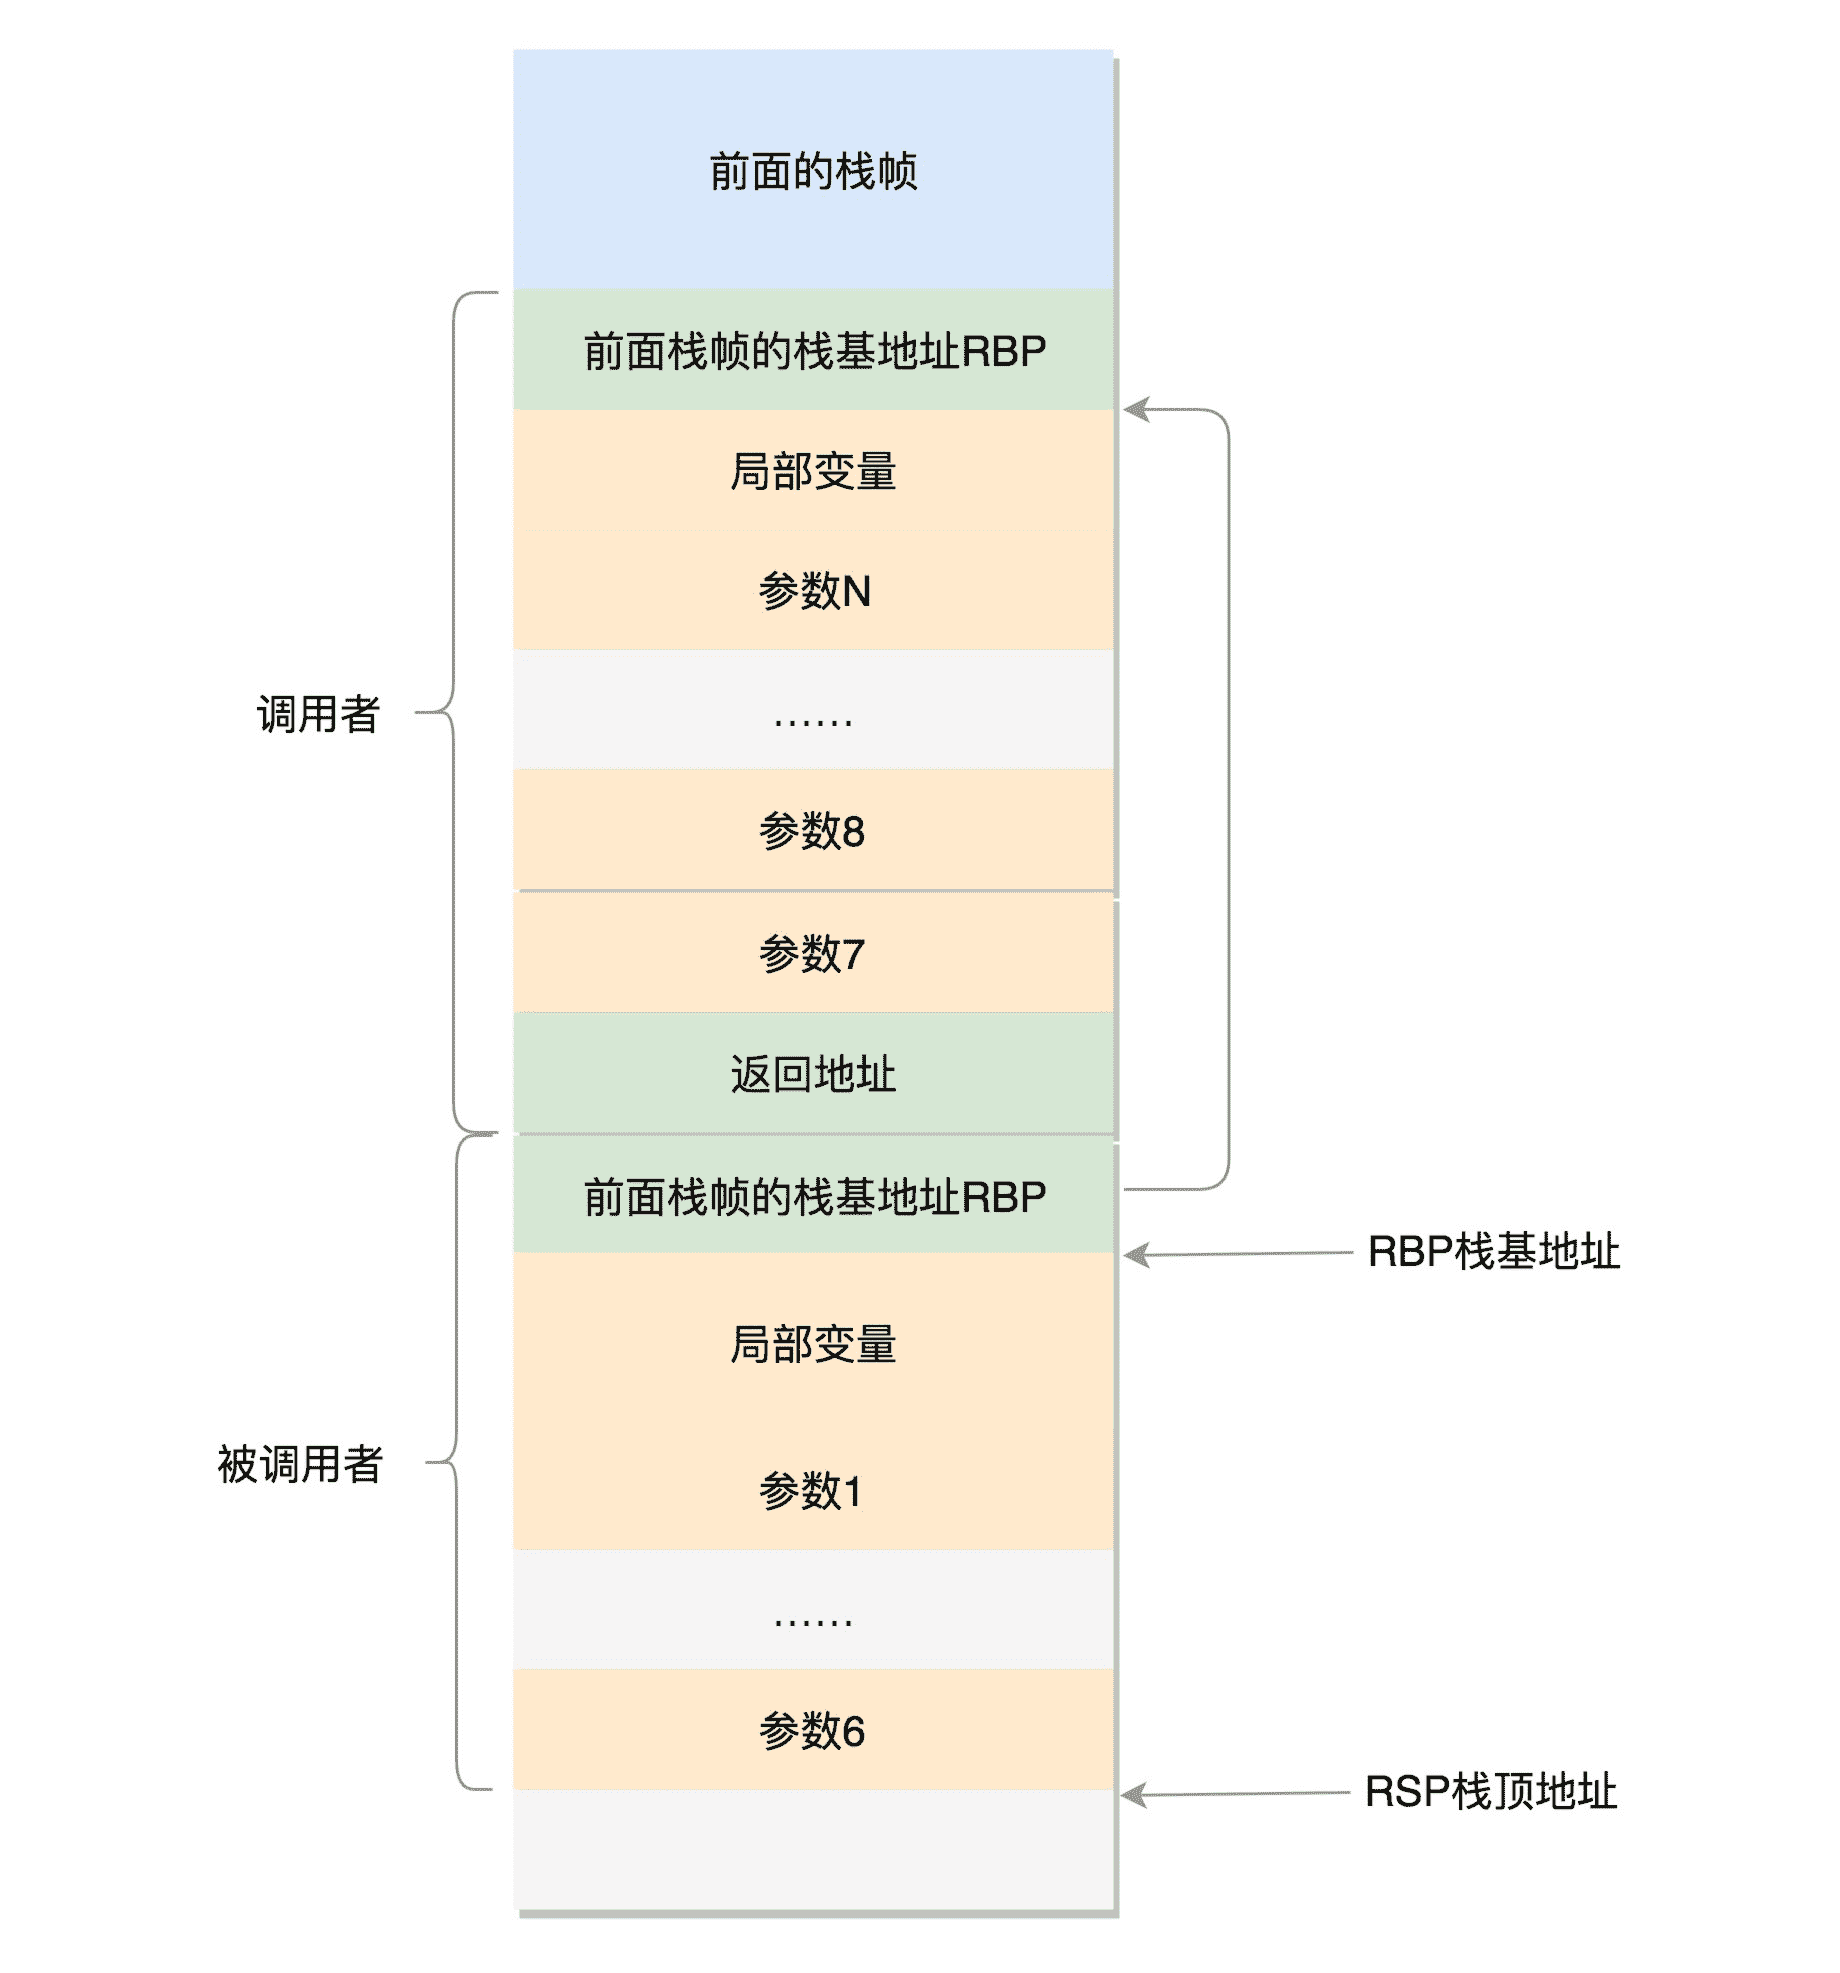 前面的栈帧
前面栈帧的栈基地址RBP
局部变量
参数N
……
调用者
参数8
参数7
返回地址
前面栈帧的栈基地址RBP
RBP栈基地址
局部变量
被调用者
参数1
……
参数6
RSP栈顶地址